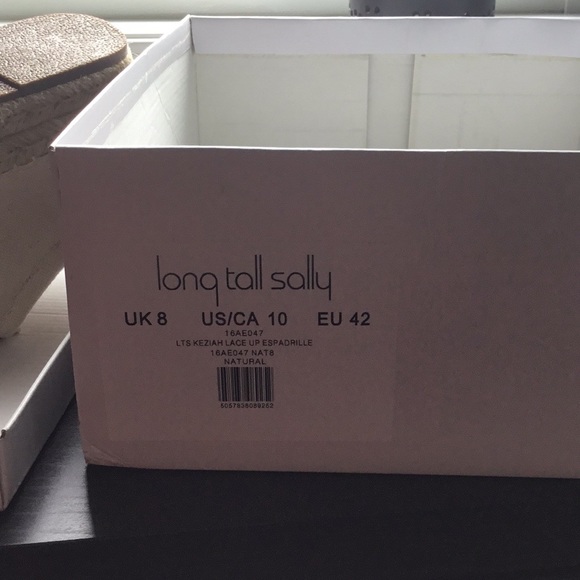 long tall sally
UK 8 US/CA 10 EU 42
16AE047
LTS KEZIAH LACE UP ESPADRILLE
16AE047 NAT8
NATURAL